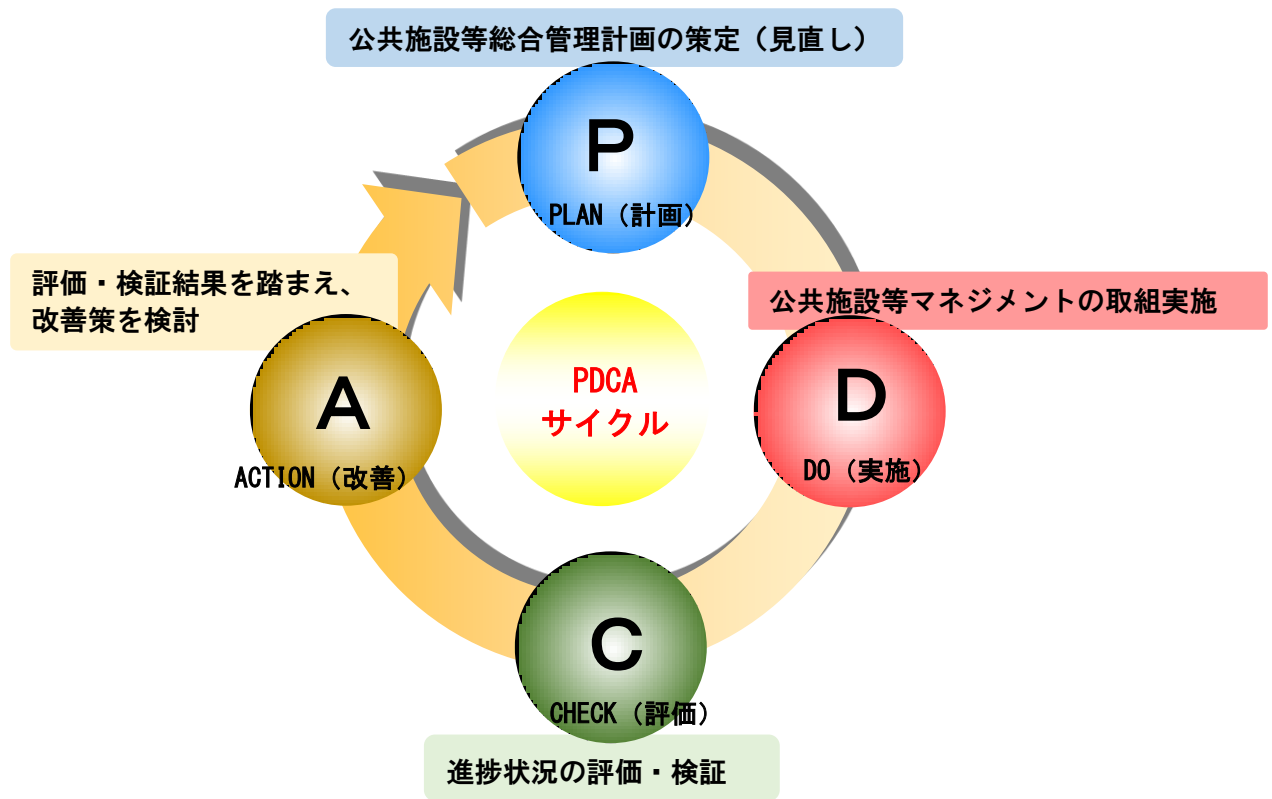 公共施設等総合管理計画の策定（見直し）
P
PLAN（計画）
公共施設等マネジメントの取組実施
D
DO（実施）
C
CHECK（評価）
進捗状況の評価・検証
評価・検証結果を踏まえ、
改善策を検討
A
ACTION（改善）
PDCA
サイクル